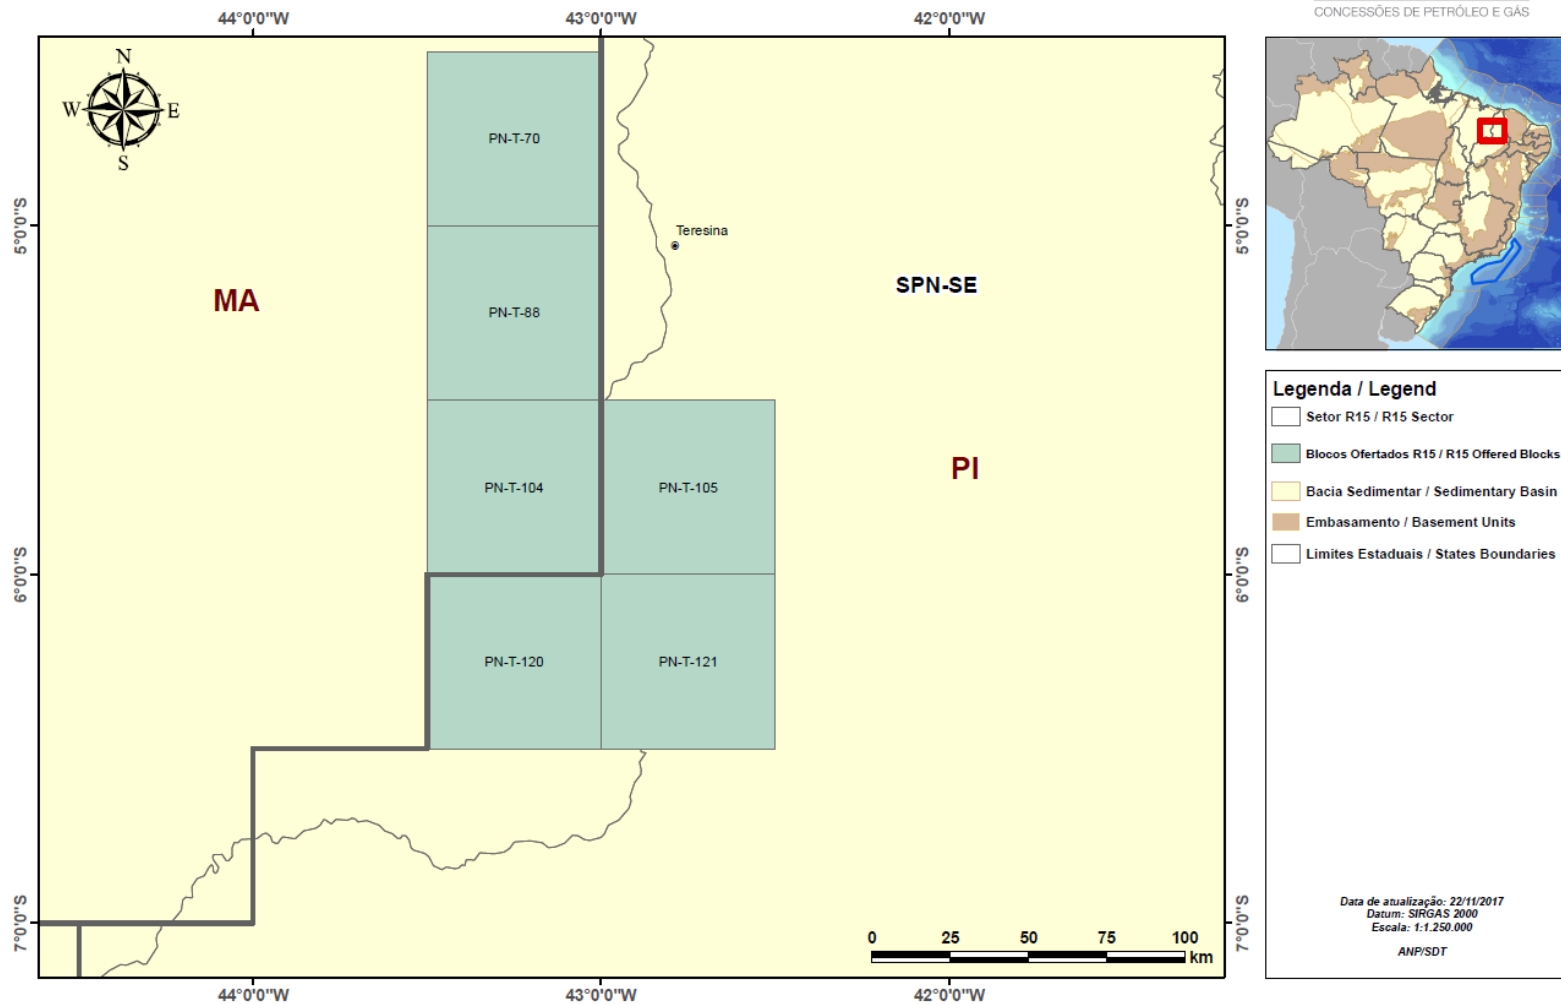 CONCESSÕES DE PETRÓLEO E GÁS
44°0'0"W
43°0'0"W
42°0'0"W
N
W
E
S
PN-T-70
5°0'0"S
5°0'0"S
Teresina
MA
PN-T-88
SPN-SE
PN-T-104
PN-T-105
PI
6°0'0"S
6°0'0"S
PN-T-120
PN-T-121
7°0'0"S
7°0'0"S
0 25 50 75 100
km
44°0'0"W
43°0'0"W
42°0'0"W
Legenda / Legend
Setor R15 / R15 Sector
Blocos Ofertados R15 / R15 Offered Blocks
Bacia Sedimentar / Sedimentary Basin
Embasamento / Basement Units
Limites Estaduais / States Boundaries
Data de atualização: 22/11/2017
Datum: SIRGAS 2000
Escala: 1:1.250.000
ANP/SDT